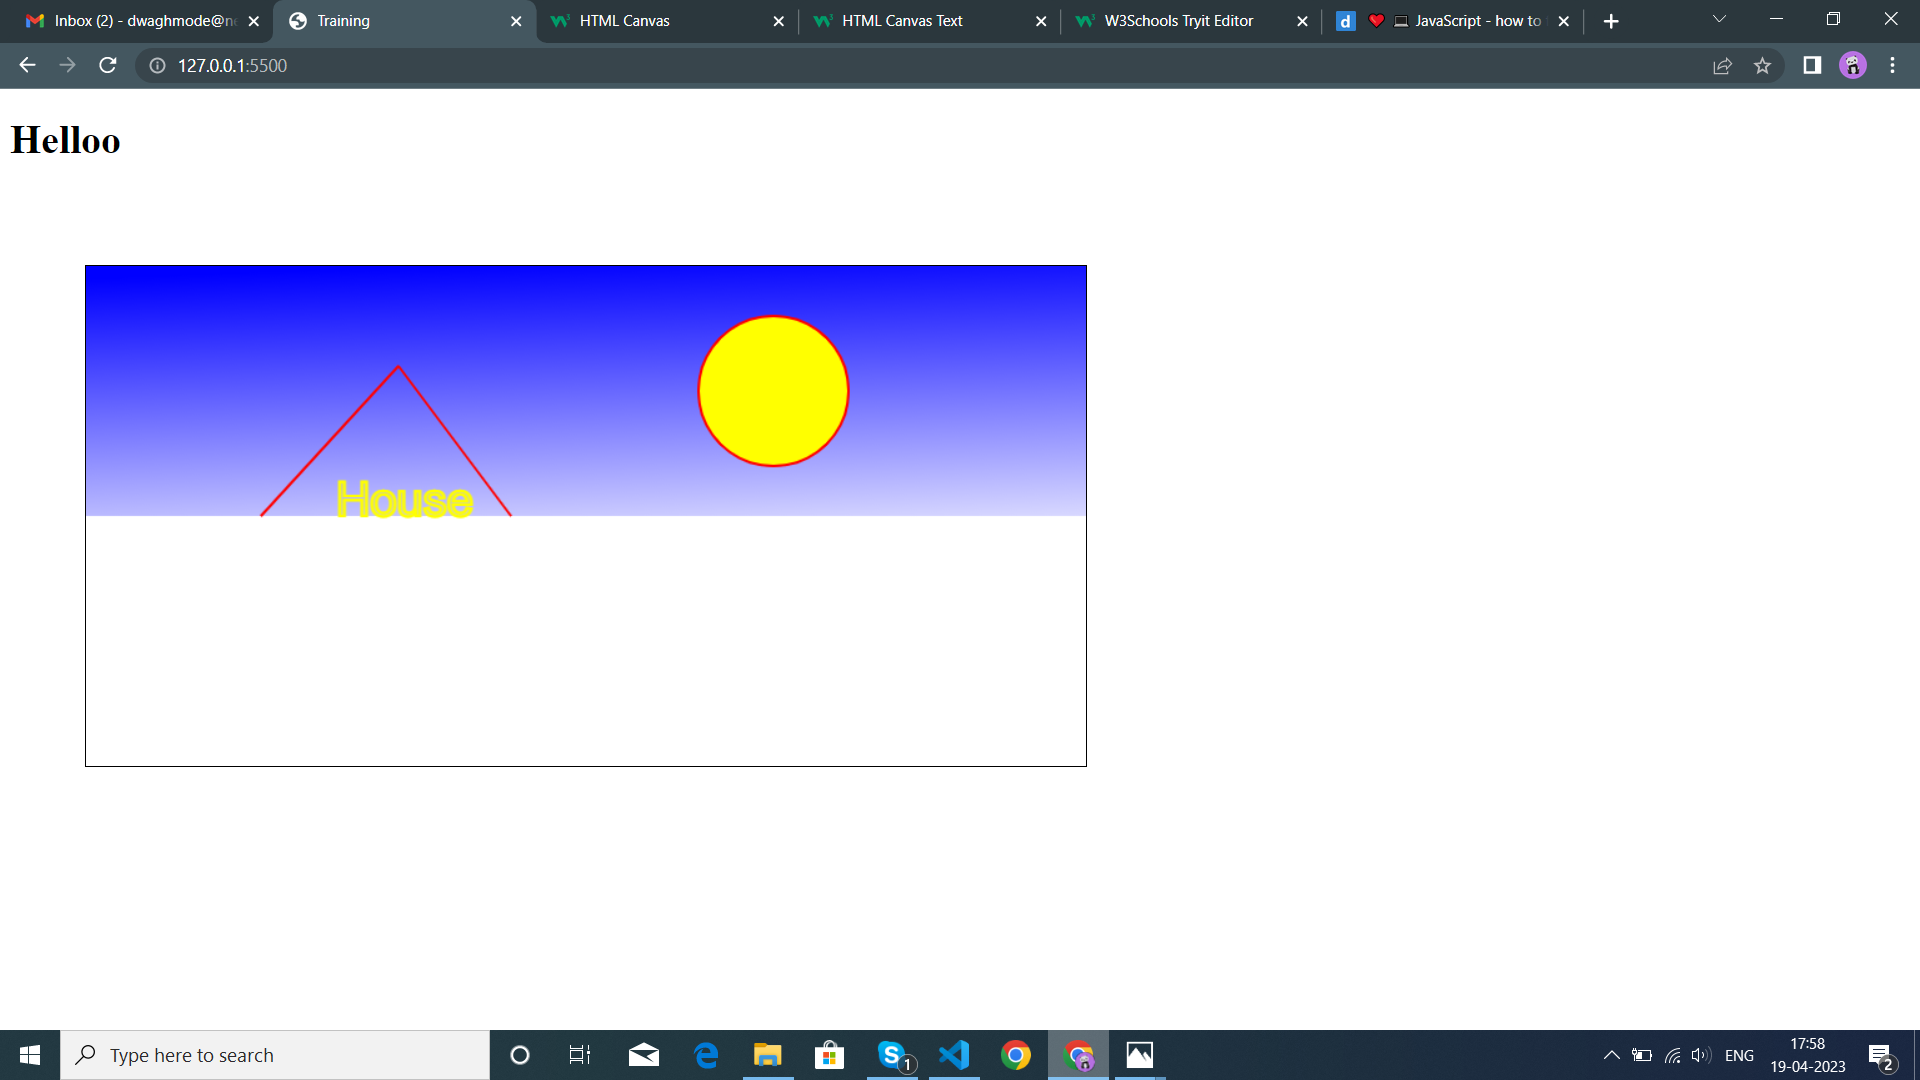 Inbox (2) - dwaghmode@ne
Training
HTML Canvas
HTML Canvas Text
W3Schools Tryit Editor
d JavaScript - how to
127.0.0.1:5500
Helloo
House
Type here to search
1
ENG
17:58
19-04-2023
2